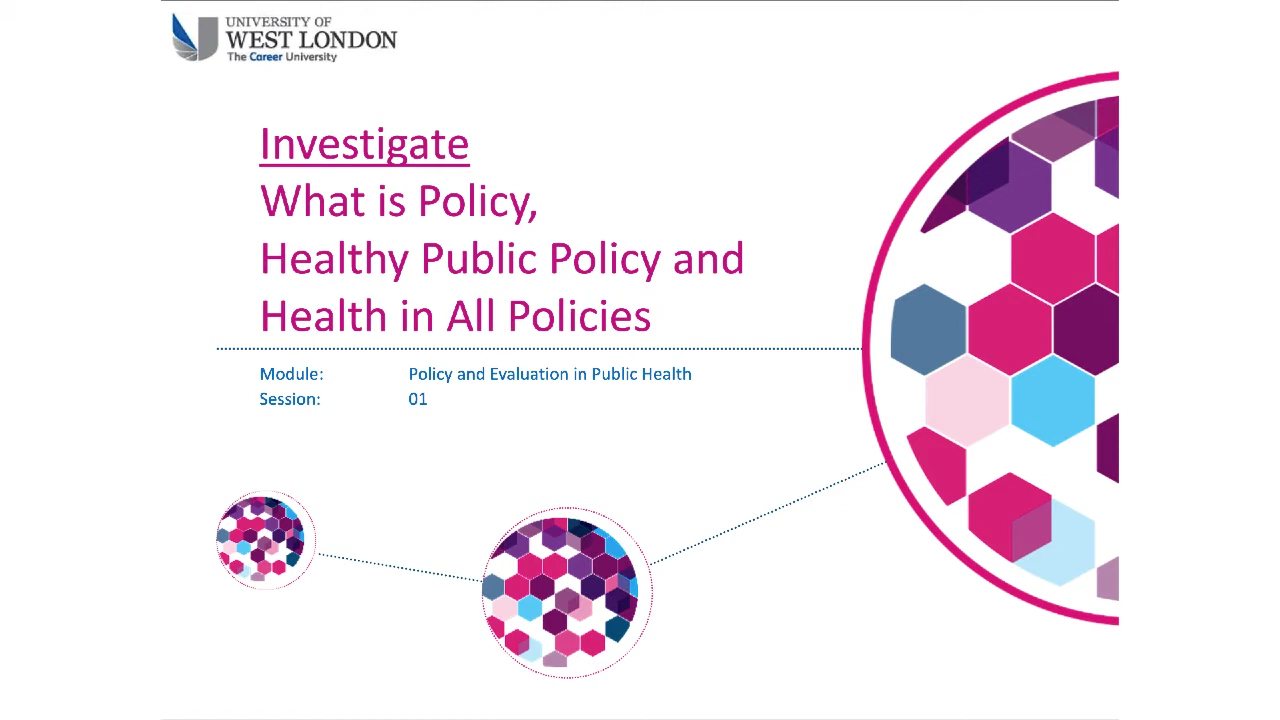 UNIVERSITY OF
WEST LONDON
The Career University
Investigate
What is Policy,
Healthy Public Policy and
Health in All Policies
Module: Policy and Evaluation in Public Health
Session: 01